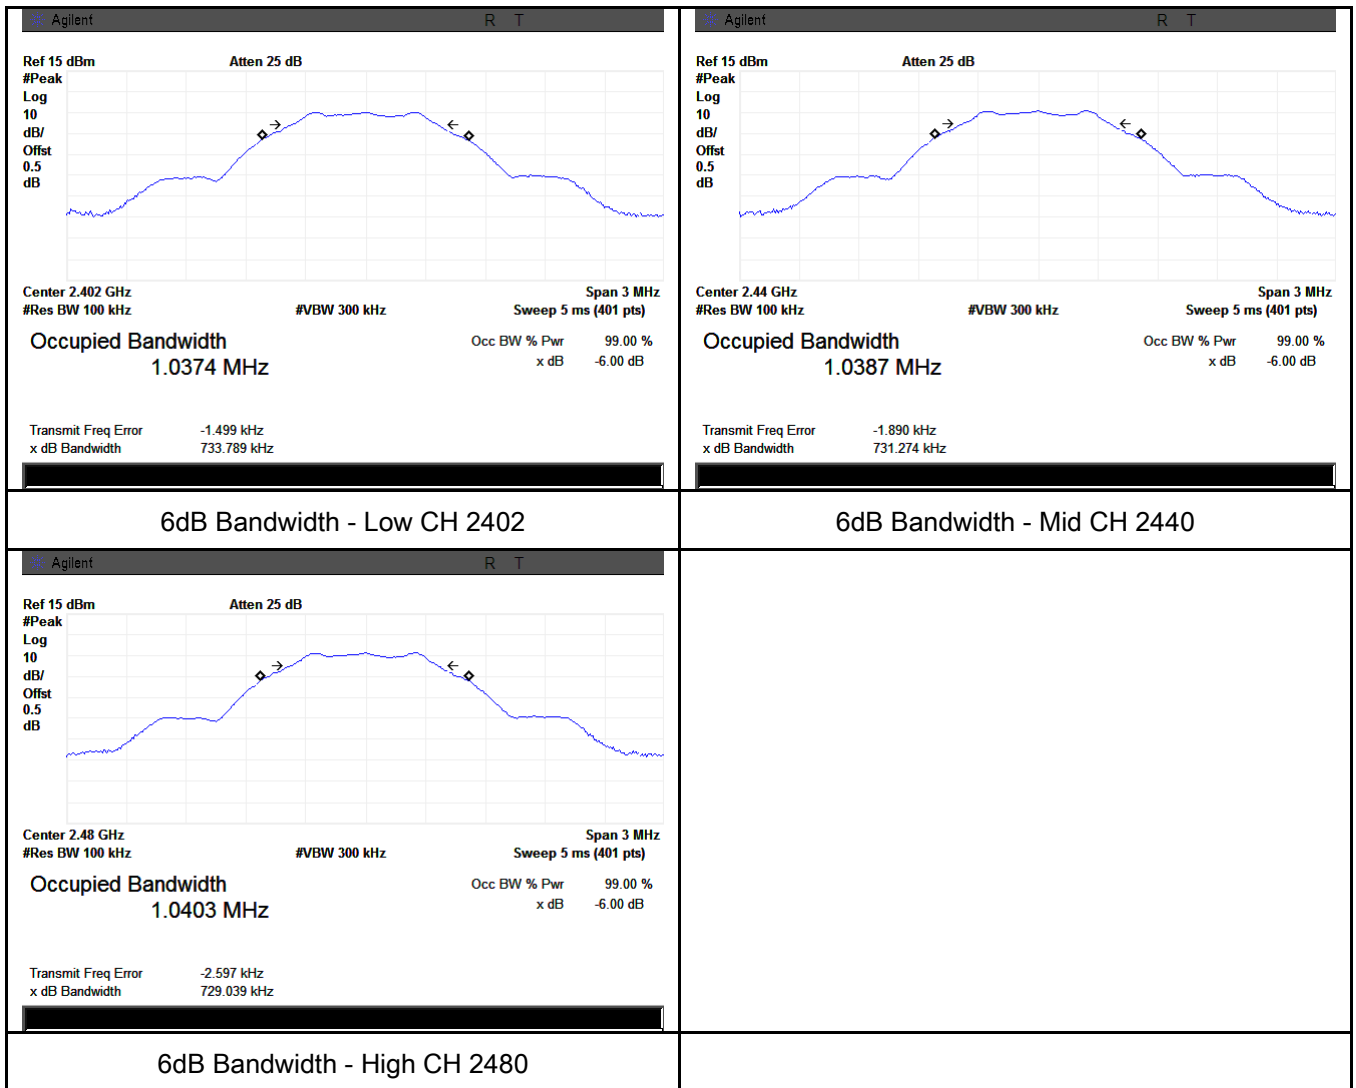 Agilent R T
Ref 15 dBm Atten 25 dB
#Peak
Log
10
dB/
Offst
0.5
dB
Center 2.402 GHz Span 3 MHz
#Res BW 100 kHz #VBW 300 kHz Sweep 5 ms (401 pts)
Occupied Bandwidth Occ BW % Pwr 99.00 %
1.0374 MHz x dB -6.00 dB
Transmit Freq Error -1.499 kHz
x dB Bandwidth 733.789 kHz
6dB Bandwidth - Low CH 2402
Agilent R T
Ref 15 dBm Atten 25 dB
#Peak
Log
10
dB/
Offst
0.5
dB
Center 2.44 GHz Span 3 MHz
#Res BW 100 kHz #VBW 300 kHz Sweep 5 ms (401 pts)
Occupied Bandwidth Occ BW % Pwr 99.00 %
1.0387 MHz x dB -6.00 dB
Transmit Freq Error -1.890 kHz
x dB Bandwidth 731.274 kHz
6dB Bandwidth - Mid CH 2440
Agilent R T
Ref 15 dBm Atten 25 dB
#Peak
Log
10
dB/
Offst
0.5
dB
Center 2.48 GHz Span 3 MHz
#Res BW 100 kHz #VBW 300 kHz Sweep 5 ms (401 pts)
Occupied Bandwidth Occ BW % Pwr 99.00 %
1.0403 MHz x dB -6.00 dB
Transmit Freq Error -2.597 kHz
x dB Bandwidth 729.039 kHz
6dB Bandwidth - High CH 2480